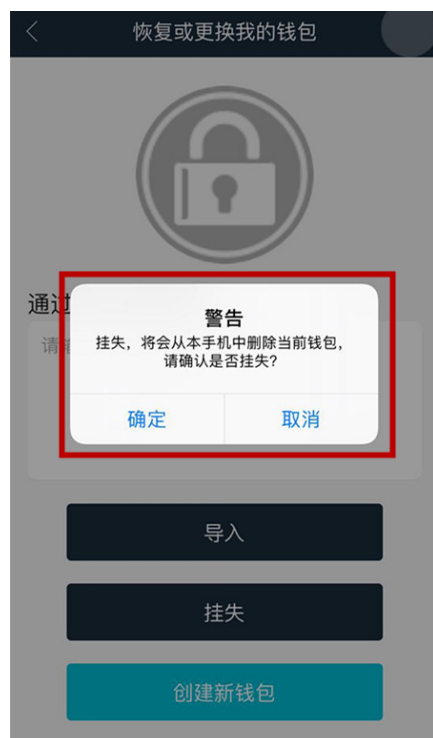 恢复或更换我的钱包
通过
请
警告
挂失，将会从本手机中删除当前钱包，
请确认是否挂失？
确定
取消
导入
挂失
创建新钱包